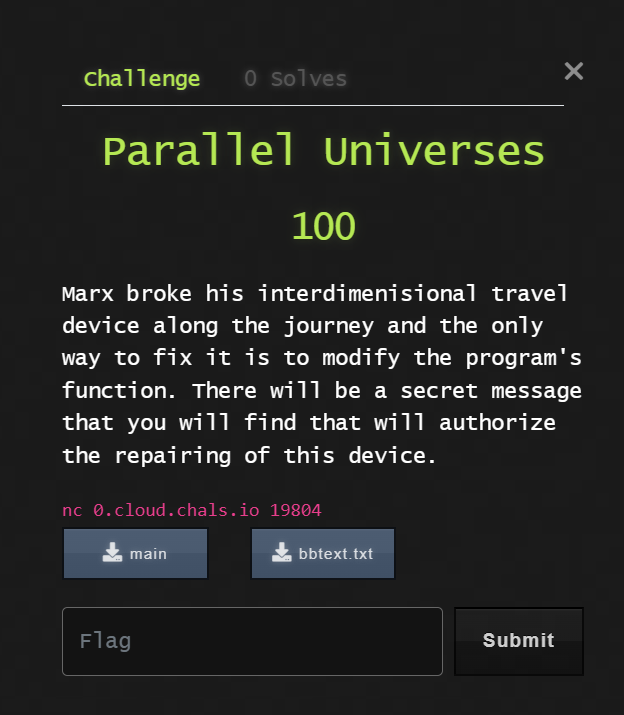 Challenge 0 Solves ×
Parallel Universes
100
Marx broke his interdimenisional travel
device along the journey and the only
way to fix it is to modify the program's
function. There will be a secret message
that you will find that will authorize
the repairing of this device.
nc 0.cloud.chals.io 19804
main bbtext.txt
Flag Submit